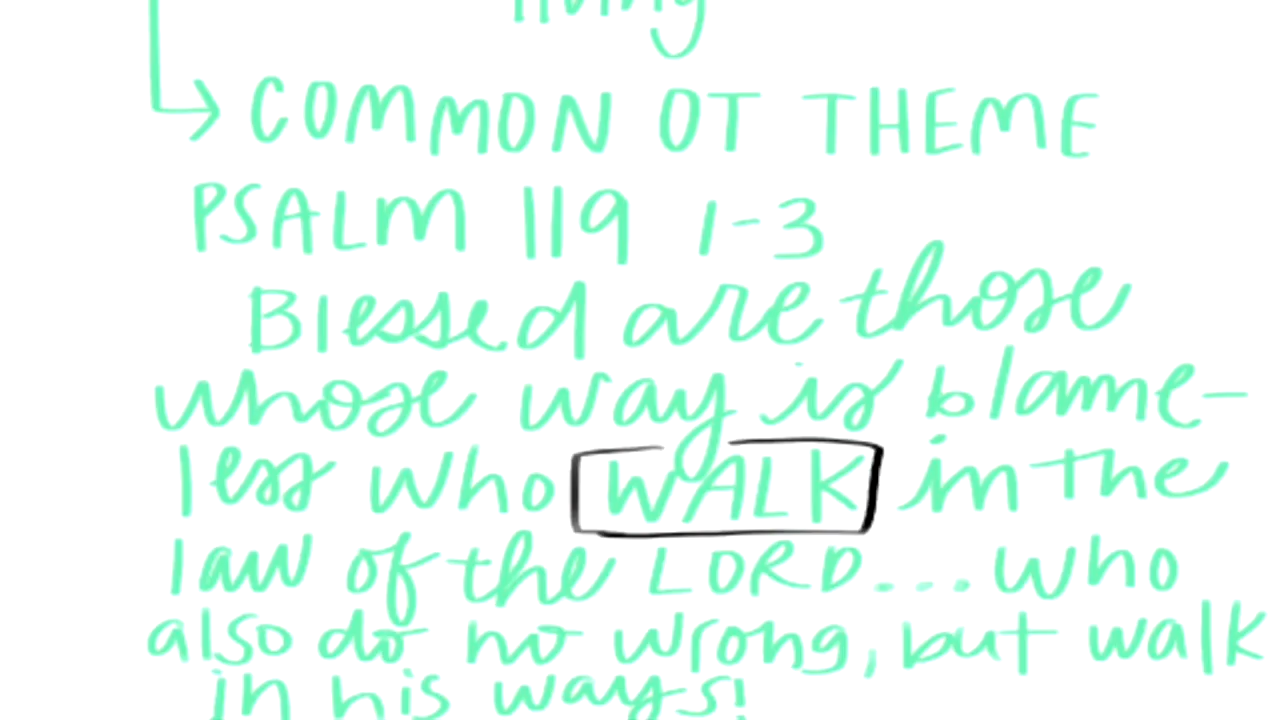 COMMON OT THEME
PSALM 119 1-3
Blessed are those
whose way is blame-
less who WALK in the
law of the LORD...who
also do no wrong, but walk
in his ways!